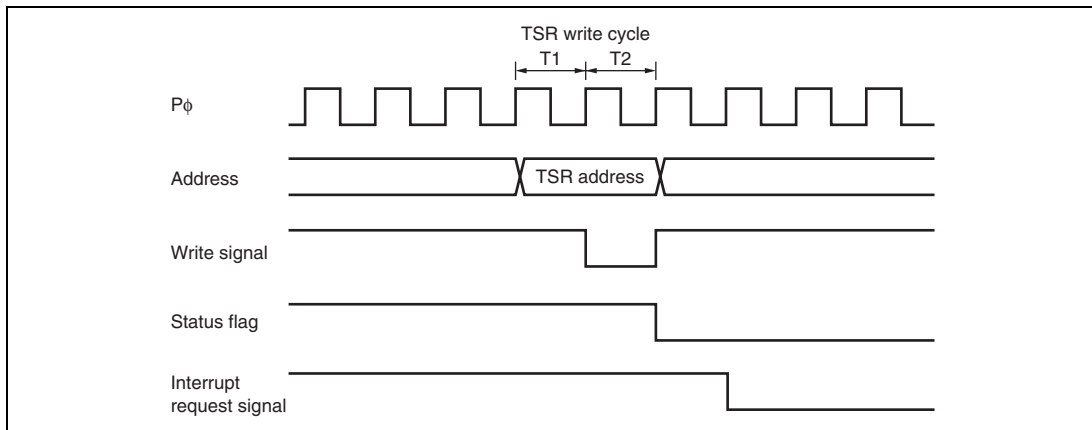 TSR write cycle
T1 T2
Pϕ
Address
TSR address
Write signal
Status flag
Interrupt
request signal